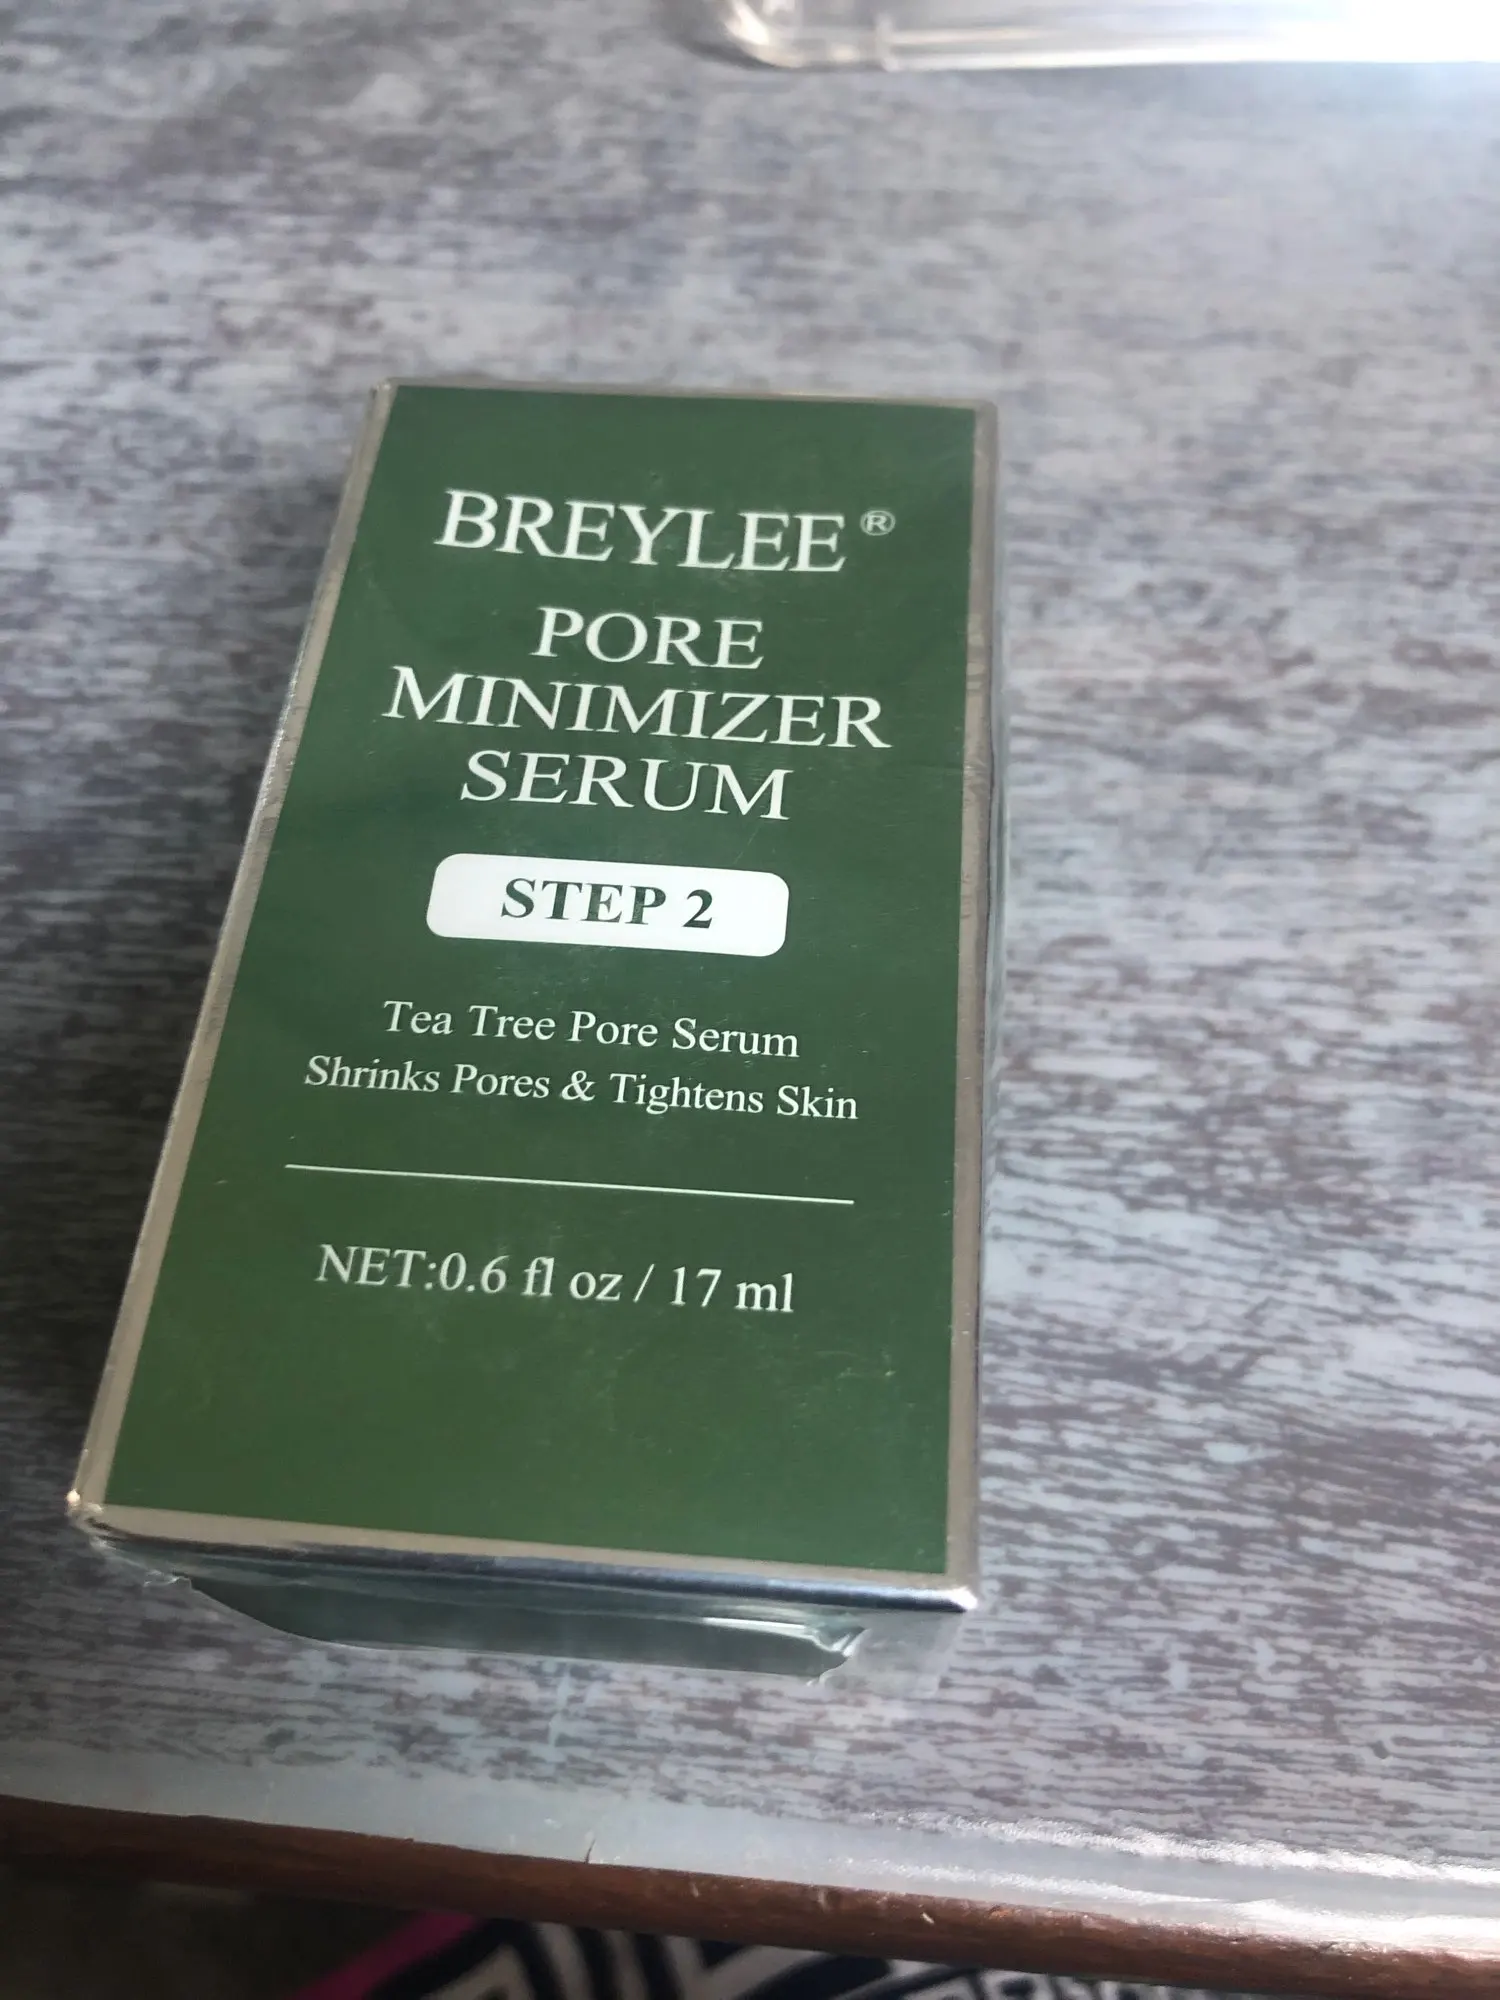 BREYLEE®
PORE
MINIMIZER
SERUM
STEP 2
Tea Tree Pore Serum
Shrinks Pores & Tightens Skin
NET:0.6 fl oz / 17 ml